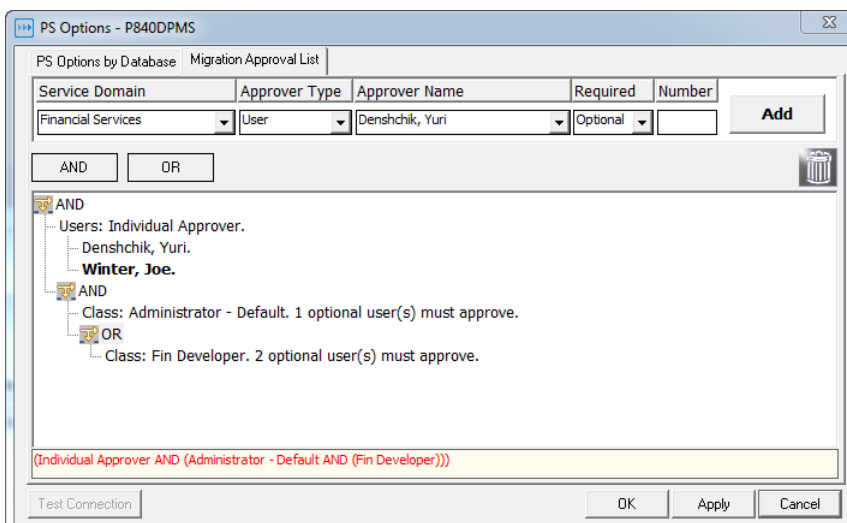 PS Options - P840DPMS
PS Options by Database Migration Approval List
Service Domain Approver Type Approver Name Required Number
Financial Services User Denshchik, Yuri Optional Add
AND OR
AND
Users: Individual Approver.
Denshchik, Yuri.
Winter, Joe.
AND
Class: Administrator - Default. 1 optional user(s) must approve.
OR
Class: Fin Developer. 2 optional user(s) must approve.
(Individual Approver AND (Administrator - Default AND (Fin Developer)))
Test Connection OK Apply Cancel